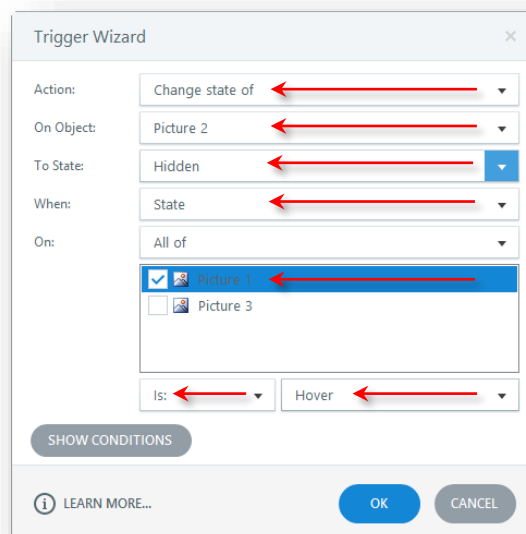 Trigger Wizard
Action: Change state of
On Object: Picture 2
To State: Hidden
When: State
On: All of
Picture 1
Picture 3
Is: Hover
SHOW CONDITIONS
LEARN MORE...
OK
CANCEL